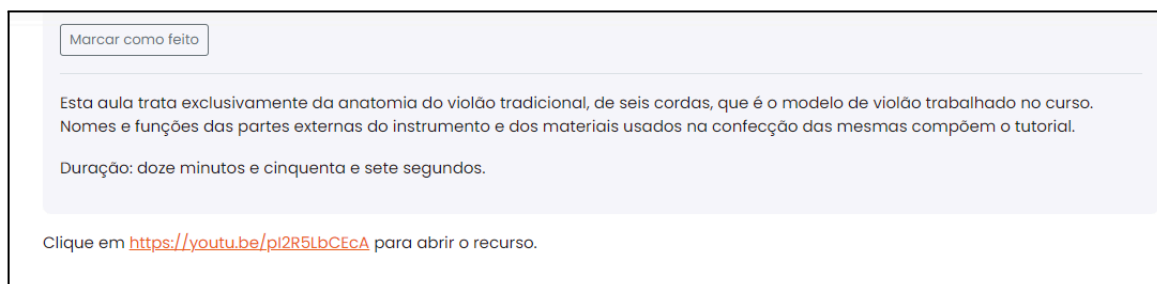 Marcar como feito
Esta aula trata exclusivamente da anatomia do violão tradicional, de seis cordas, que é o modelo de violão trabalhado no curso.
Nomes e funções das partes externas do instrumento e dos materiais usados na confecção das mesmas compõem o tutorial.
Duração: doze minutos e cinquenta e sete segundos.
Clique em https://youtu.be/pI2R5LbCEcA para abrir o recurso.